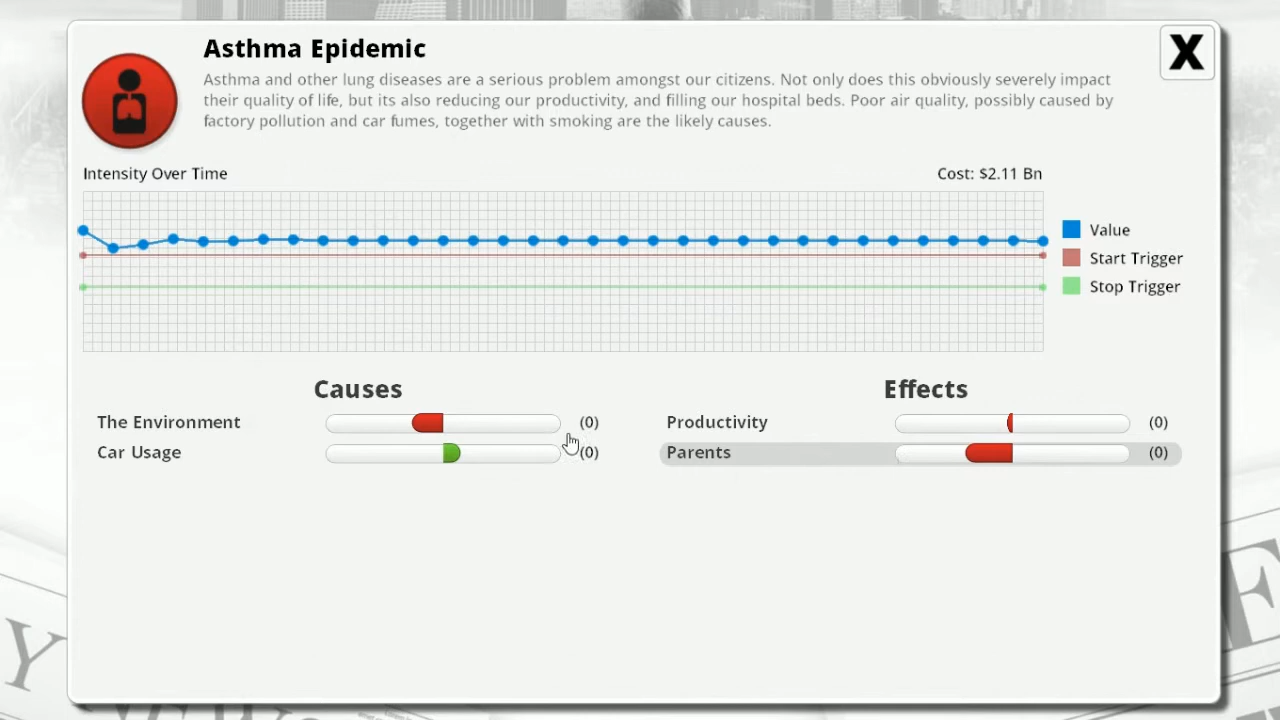 Asthma Epidemic
X
Asthma and other lung diseases are a serious problem amongst our citizens. Not only does this obviously severely impact
their quality of life, but its also reducing our productivity, and filling our hospital beds. Poor air quality, possibly caused by
factory pollution and car fumes, together with smoking are the likely causes.
Intensity Over Time
Cost: $2.11 Bn
Value
Start Trigger
Stop Trigger
Causes
Effects
The Environment (0)
Productivity (0)
Car Usage (0)
Parents (0)